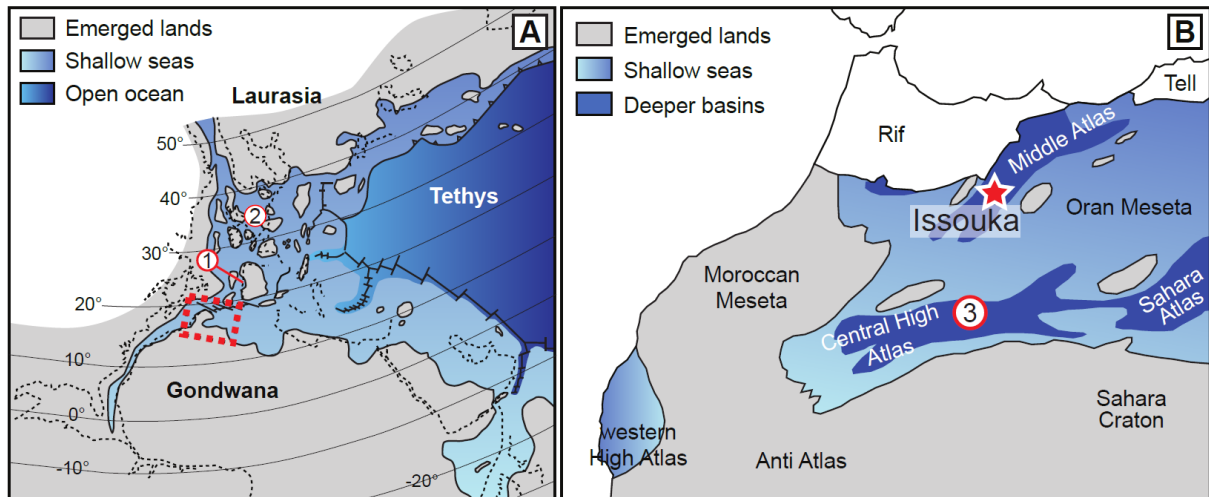 A
Emerged lands
Shallow seas
Open ocean
Laurasia
50°
40°
Tethys
2
30°
1
20°
10°
Gondwana
0°
-10°
-20°
B
Emerged lands
Shallow seas
Deeper basins
Tell
Rif
Middle Atlas
Issouka
Oran Meseta
Moroccan
Meseta
Sahara
Atlas
3
Central High
Atlas
Sahara
Craton
western
High Atlas
Anti Atlas